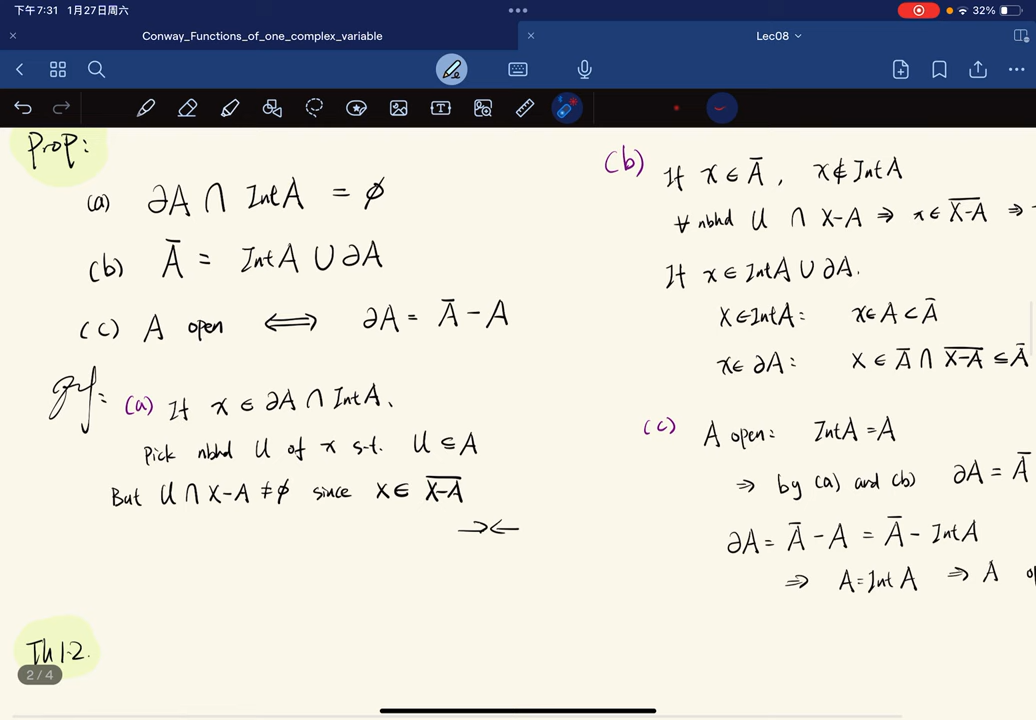 下午7:31 1月27日周六
32%
Conway_Functions_of_one_complex_variable
Lec08
Prop:
(a) ∂A ∩ Int A = ∅
(b) Ā = Int A ∪ ∂A
(c) A open ⟺ ∂A = Ā - A
pf: (a) If x ∈ ∂A ∩ Int A.
Pick nbhd U of x s.t. U ⊆ A
But U ∩ X-A ≠ ∅ since x ∈ \overline{X-A}
→←
Th 1.2.
2 / 4
(b) If x ∈ Ā, x ∉ Int A
∀ nbhd U ∩ X-A ⇒ x ∈ \overline{X-A} ⇒
If x ∈ Int A ∪ ∂A.
x ∈ Int A: x ∈ A ⊂ Ā
x ∈ ∂A: x ∈ Ā ∩ \overline{X-A} ⊆ Ā
(c) A open: Int A = A
⇒ by (a) and (b) ∂A = Ā
∂A = Ā - A = Ā - Int A
⇒ A = Int A ⇒ A op